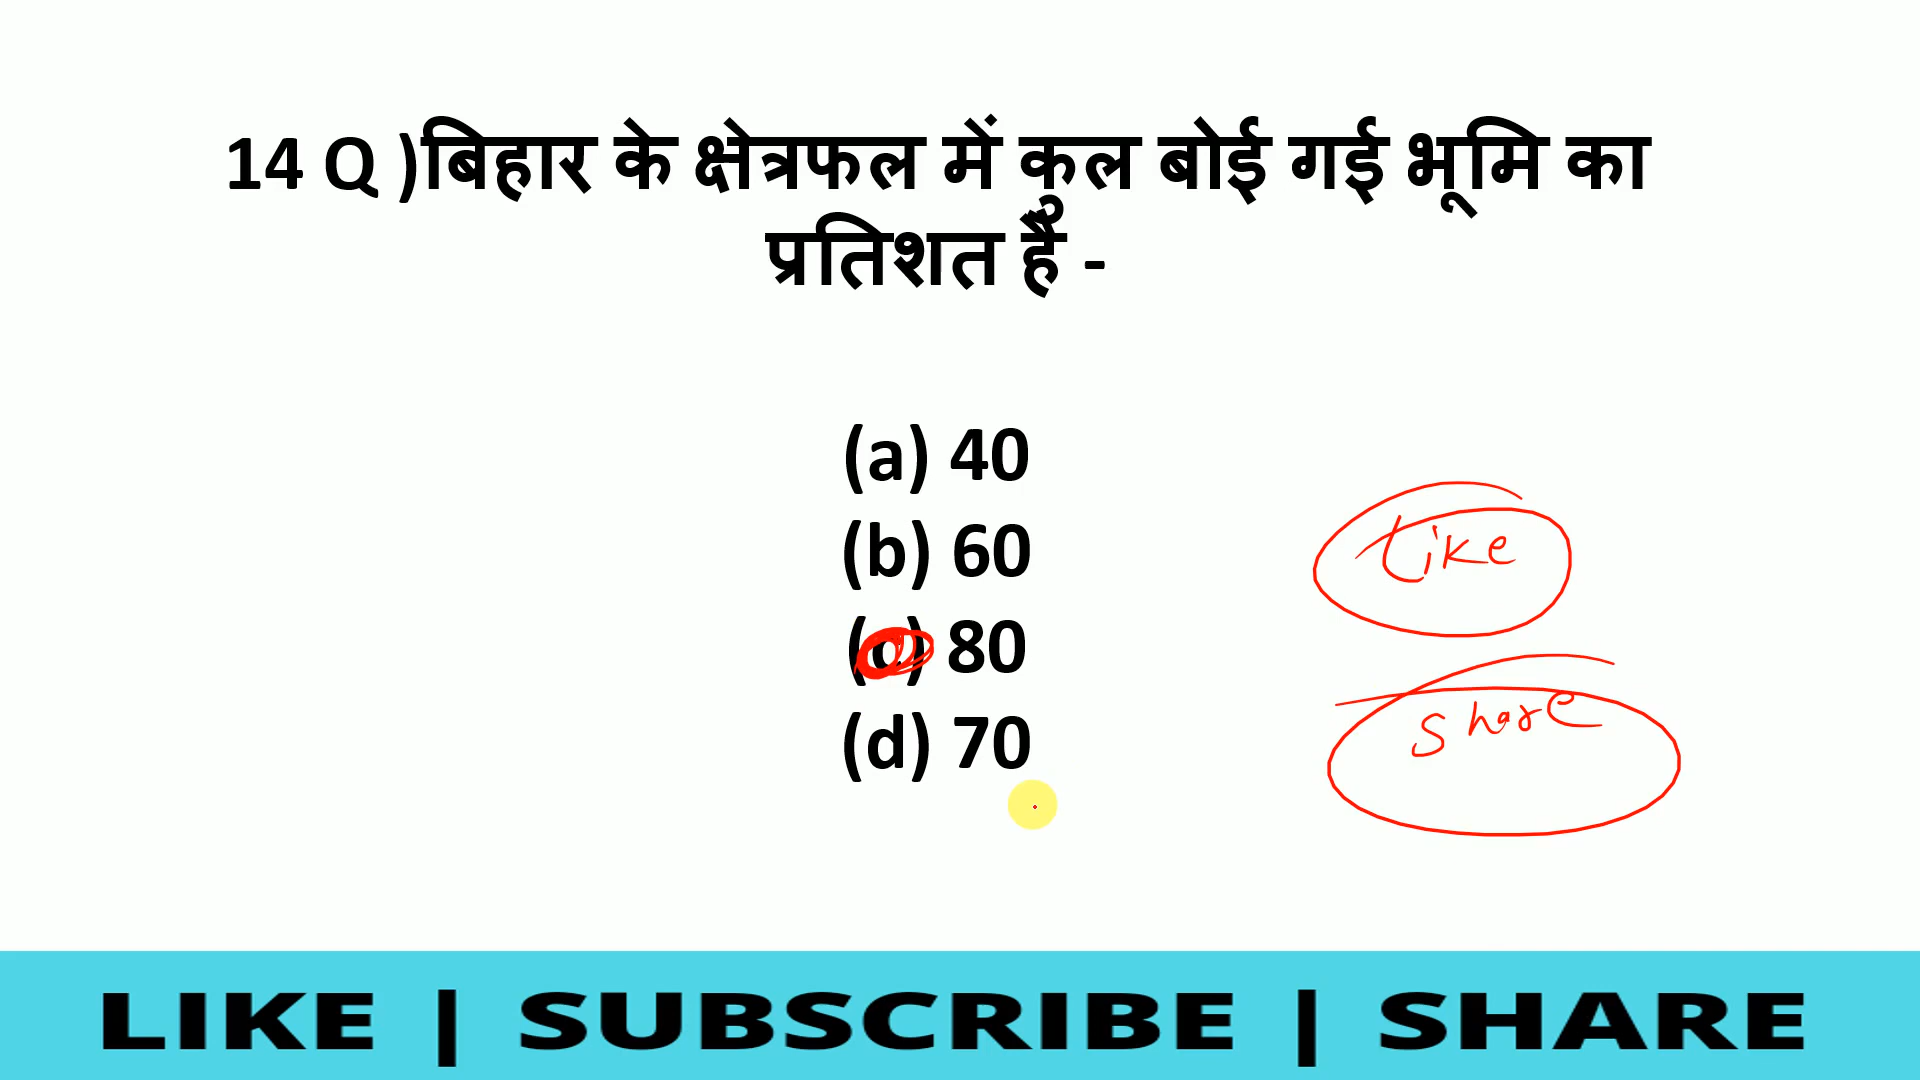 14 Q )बिहार के क्षेत्रफल में कुल बोई गई भूमि का
प्रतिशत है -
(a) 40
(b) 60
(c) 80
(d) 70
Like
share
LIKE | SUBSCRIBE | SHARE